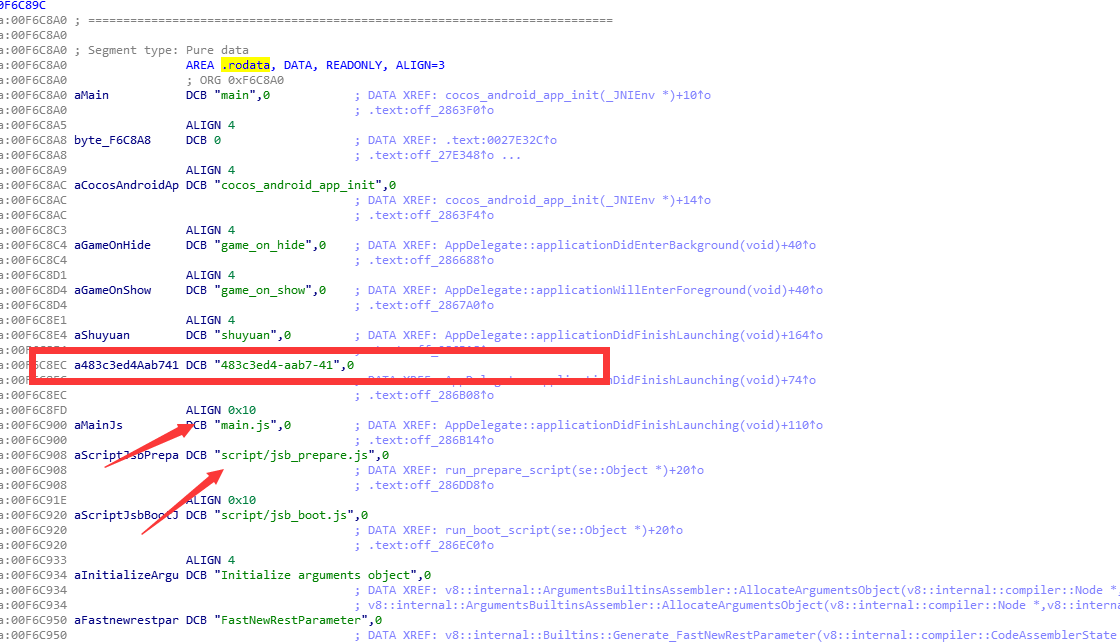 0F6C89C
a:00F6C8A0 ; ===========================================================================
a:00F6C8A0
a:00F6C8A0 ; Segment type: Pure data
a:00F6C8A0 AREA .rodata, DATA, READONLY, ALIGN=3
a:00F6C8A0 ; ORG 0xF6C8A0
a:00F6C8A0 aMain DCB "main",0 ; DATA XREF: cocos_android_app_init(_JNIEnv *)+10↑o
a:00F6C8A0 ; .text:off_2863F0↑o
a:00F6C8A5 ALIGN 4
a:00F6C8A8 byte_F6C8A8 DCB 0 ; DATA XREF: .text:0027E32C↑o
a:00F6C8A8 ; .text:off_27E348↑o ...
a:00F6C8A9 ALIGN 4
a:00F6C8AC aCocosAndroidAp DCB "cocos_android_app_init",0
a:00F6C8AC ; DATA XREF: cocos_android_app_init(_JNIEnv *)+14↑o
a:00F6C8AC ; .text:off_2863F4↑o
a:00F6C8C3 ALIGN 4
a:00F6C8C4 aGameOnHide DCB "game_on_hide",0 ; DATA XREF: AppDelegate::applicationDidEnterBackground(void)+40↑o
a:00F6C8C4 ; .text:off_286688↑o
a:00F6C8D1 ALIGN 4
a:00F6C8D4 aGameOnShow DCB "game_on_show",0 ; DATA XREF: AppDelegate::applicationWillEnterForeground(void)+40↑o
a:00F6C8D4 ; .text:off_2867A0↑o
a:00F6C8E1 ALIGN 4
a:00F6C8E4 aShuyuan DCB "shuyuan",0 ; DATA XREF: AppDelegate::applicationDidFinishLaunching(void)+164↑o
F6C8EC a483c3ed4Aab741 DCB "483c3ed4-aab7-41",0
; DATA XREF: AppDelegate::applicationDidFinishLaunching(void)+74↑o
a:00F6C8EC ; .text:off_286B08↑o
a:00F6C8FD ALIGN 0x10
a:00F6C900 aMainJs DCB "main.js",0 ; DATA XREF: AppDelegate::applicationDidFinishLaunching(void)+110↑o
a:00F6C900 ; .text:off_286B14↑o
a:00F6C908 aScriptJsbPrepa DCB "script/jsb_prepare.js",0
a:00F6C908 ; DATA XREF: run_prepare_script(se::Object *)+20↑o
a:00F6C908 ; .text:off_286DD8↑o
a:00F6C91E ALIGN 0x10
a:00F6C920 aScriptJsbBootJ DCB "script/jsb_boot.js",0
a:00F6C920 ; DATA XREF: run_boot_script(se::Object *)+20↑o
a:00F6C920 ; .text:off_286EC0↑o
a:00F6C933 ALIGN 4
a:00F6C934 aInitializeArgu DCB "Initialize arguments object",0
a:00F6C934 ; DATA XREF: v8::internal::ArgumentsBuiltinsAssembler::AllocateArgumentsObject(v8::internal::compiler::Node *,
a:00F6C934 ; v8::internal::ArgumentsBuiltinsAssembler::AllocateArgumentsObject(v8::internal::compiler::Node *,v8::intern
a:00F6C950 aFastnewrestpar DCB "FastNewRestParameter",0
a:00F6C950 ; DATA XREF: v8::internal::Builtins::Generate_FastNewRestParameter(v8::internal::compiler::CodeAssemblerState